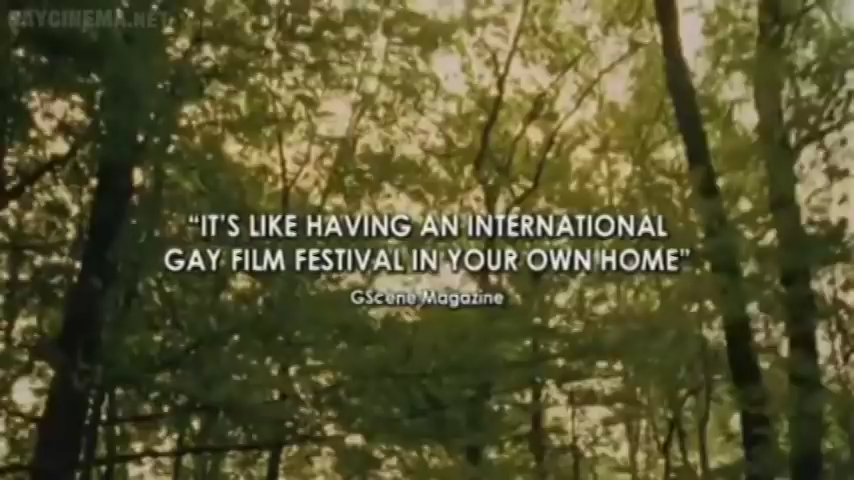 GAYCINEMA.NET
“IT'S LIKE HAVING AN INTERNATIONAL
GAY FILM FESTIVAL IN YOUR OWN HOME”
GScene Magazine